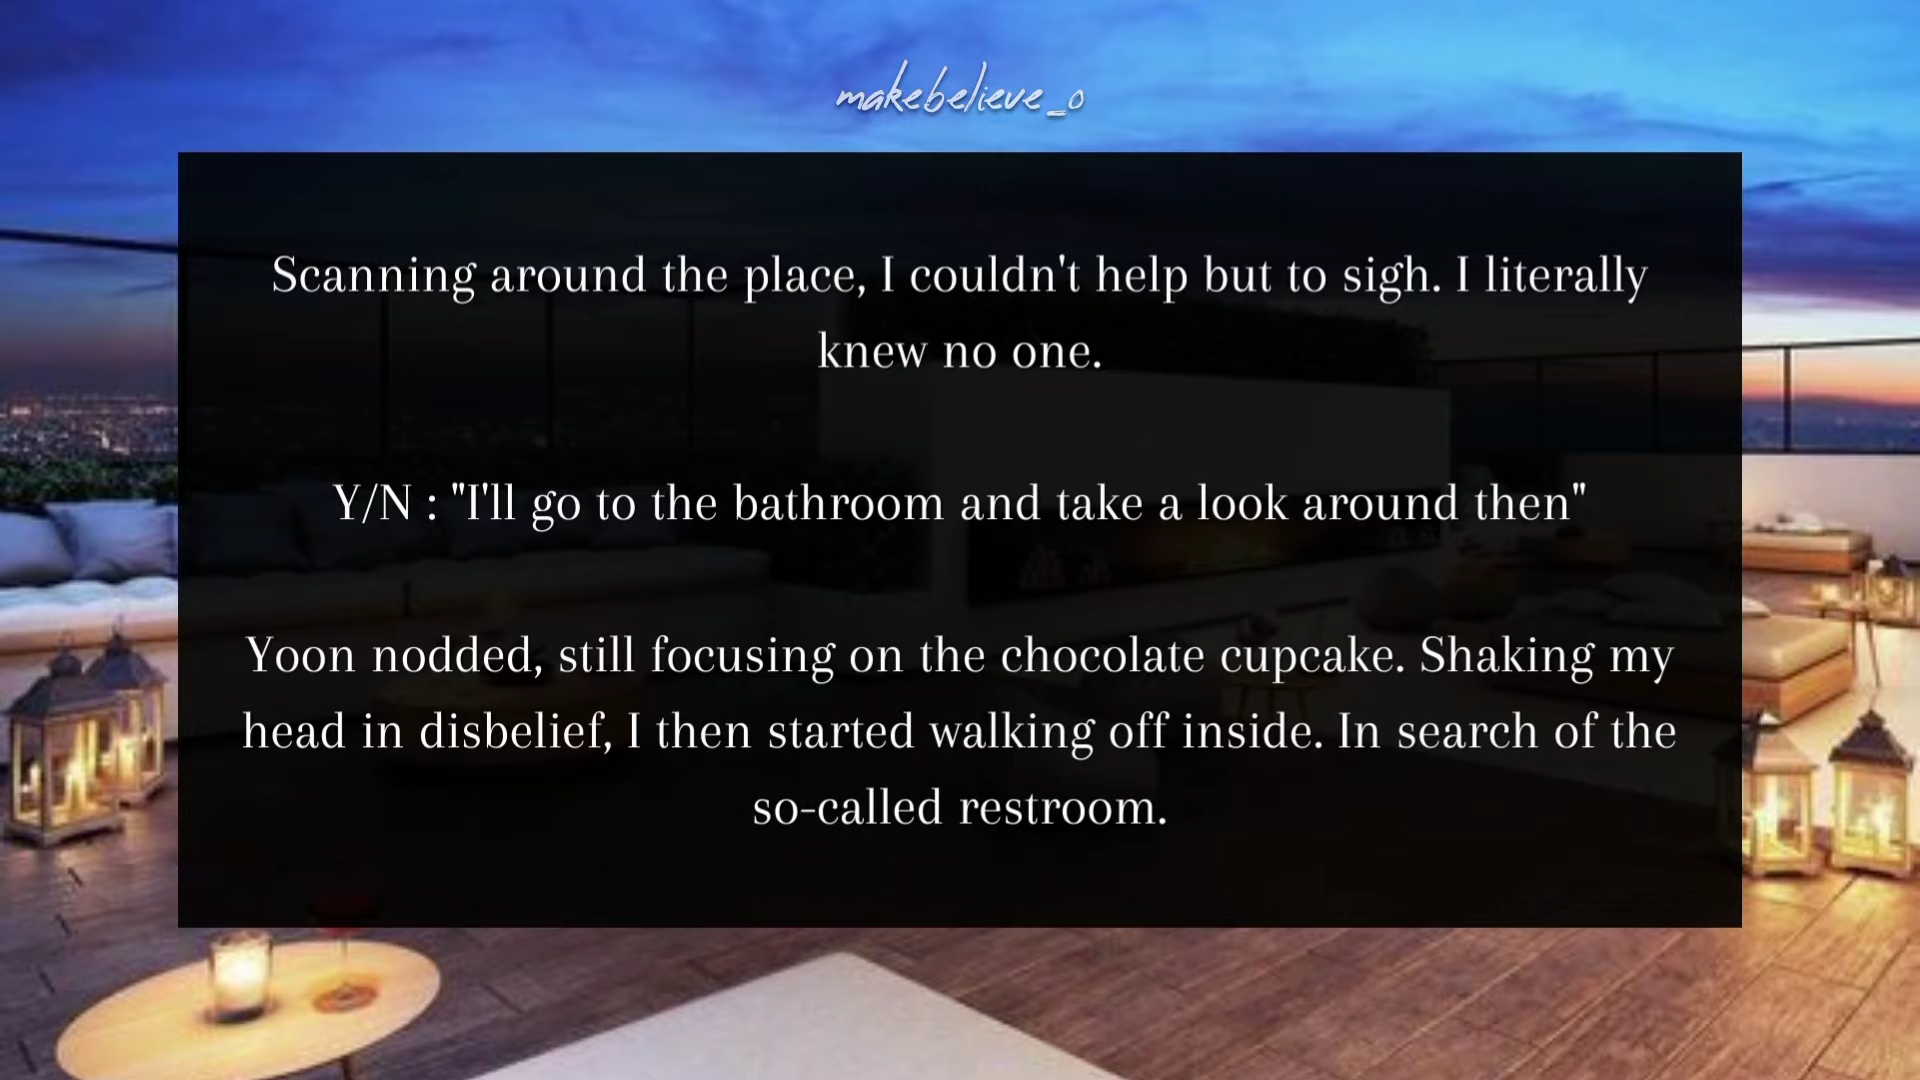 makebelieve_o
Scanning around the place, I couldn't help but to sigh. I literally
knew no one.
Y/N : "I'll go to the bathroom and take a look around then"
Yoon nodded, still focusing on the chocolate cupcake. Shaking my
head in disbelief, I then started walking off inside. In search of the
so-called restroom.